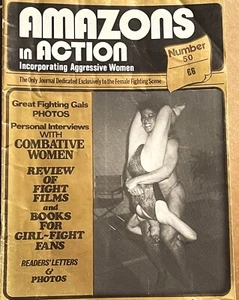 AMAZONS
IN ACTION
Incorporating Aggressive Women
Number
50
66
The Only Journal Dedicated Exclusively to the Female Fighting Scene
Great Fighting Gals
PHOTOS
Personal Interviews
WITH
COMBATIVE
WOMEN
REVIEW
OF
FIGHT
FILMS
and
BOOKS
FOR
GIRL-FIGHT
FANS
READERS' LETTERS
&
PHOTOS